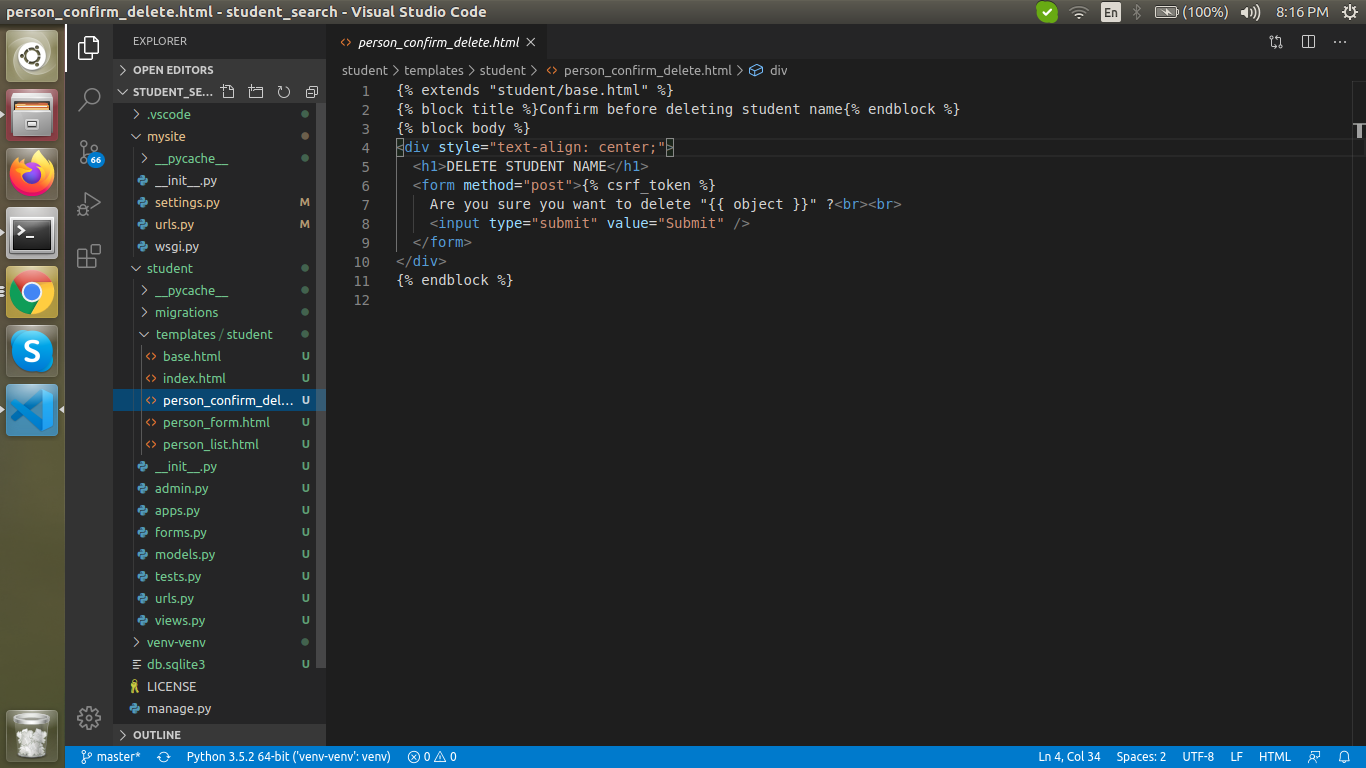 person_confirm_delete.html - student_search - Visual Studio Code
En
(100%)
8:16 PM
EXPLORER
OPEN EDITORS
STUDENT_SE...
.vscode
mysite
__pycache__
__init__.py
settings.py M
urls.py M
wsgi.py
student
__pycache__
migrations
templates / student
base.html U
index.html U
person_confirm_del... U
person_form.html U
person_list.html U
__init__.py U
admin.py U
apps.py U
forms.py U
models.py U
tests.py U
urls.py U
views.py U
venv-venv
db.sqlite3 U
LICENSE
manage.py
OUTLINE
66
S
person_confirm_delete.html
student > templates > student > person_confirm_delete.html > div
1 {% extends "student/base.html" %}
2 {% block title %}Confirm before deleting student name{% endblock %}
3 {% block body %}
4 <div style="text-align: center;">
5 <h1>DELETE STUDENT NAME</h1>
6 <form method="post">{% csrf_token %}
7 Are you sure you want to delete "{{ object }}" ?<br><br>
8 <input type="submit" value="Submit" />
9 </form>
10 </div>
11 {% endblock %}
12
master*
Python 3.5.2 64-bit ('venv-venv': venv)
0 0
Ln 4, Col 34
Spaces: 2
UTF-8
LF
HTML